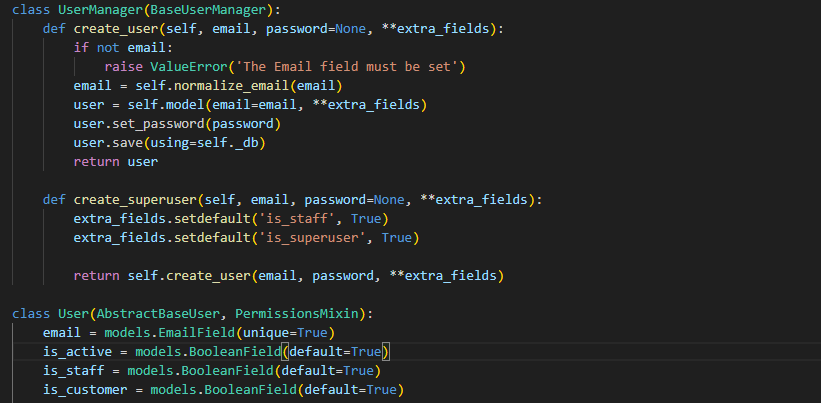 class UserManager(BaseUserManager):
    def create_user(self, email, password=None, **extra_fields):
        if not email:
            raise ValueError('The Email field must be set')
        email = self.normalize_email(email)
        user = self.model(email=email, **extra_fields)
        user.set_password(password)
        user.save(using=self._db)
        return user

    def create_superuser(self, email, password=None, **extra_fields):
        extra_fields.setdefault('is_staff', True)
        extra_fields.setdefault('is_superuser', True)

        return self.create_user(email, password, **extra_fields)

class User(AbstractBaseUser, PermissionsMixin):
    email = models.EmailField(unique=True)
    is_active = models.BooleanField(default=True)
    is_staff = models.BooleanField(default=True)
    is_customer = models.BooleanField(default=True)